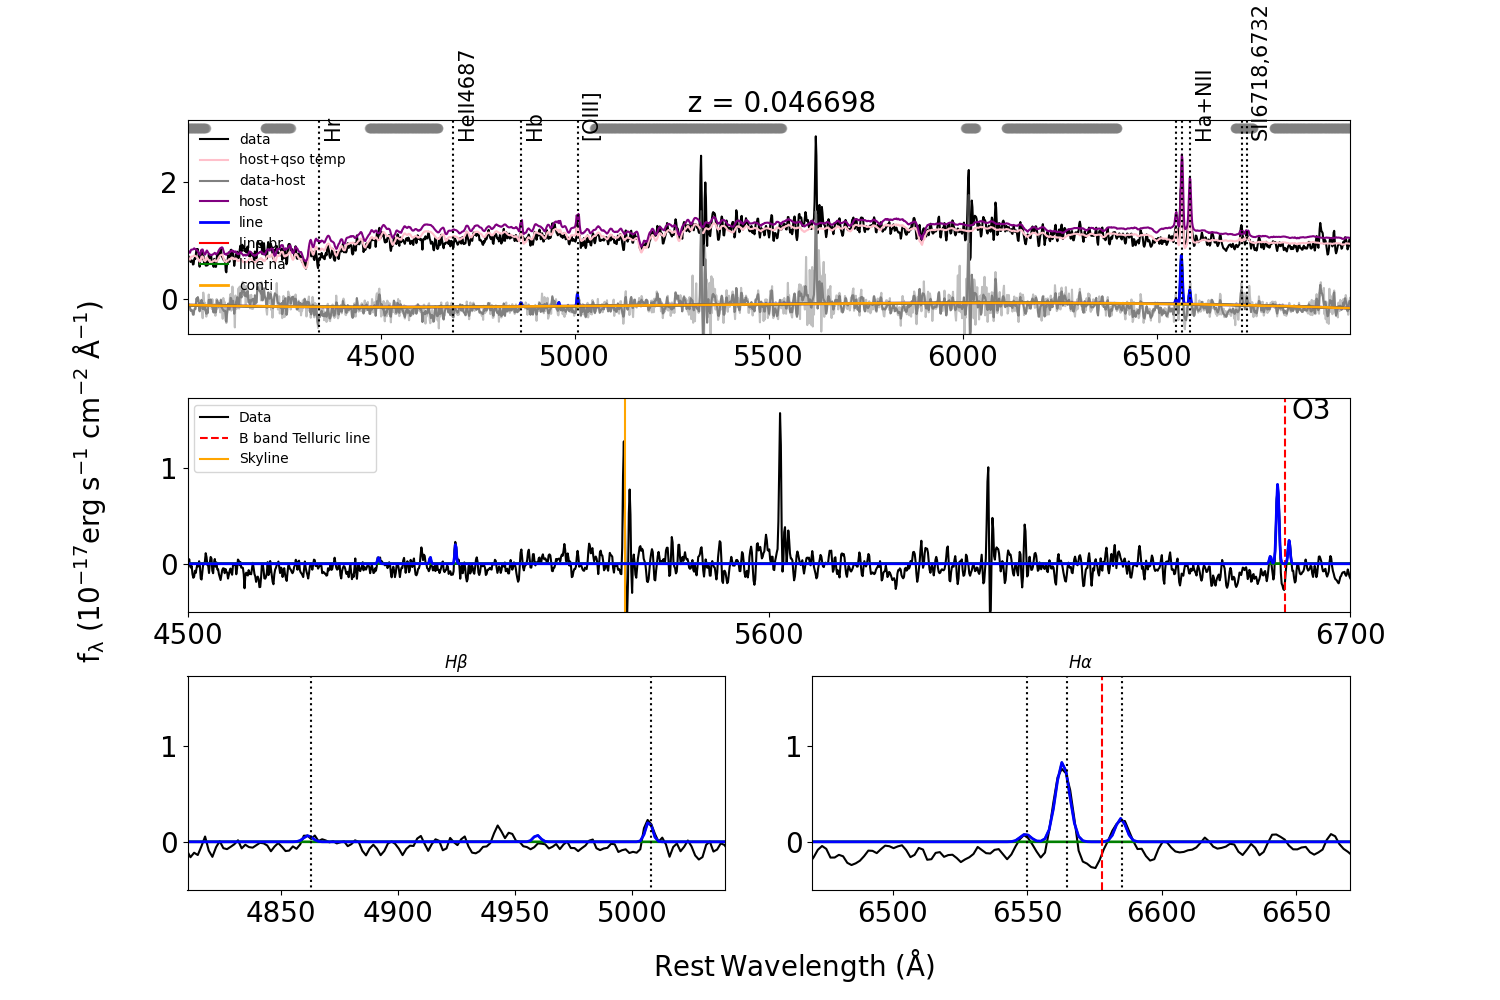 Hr
HeII4687
Hb
[OIII]
Ha+NII
SII6718,6732
z = 0.046698
data
host+qso temp
data-host
host
line
line br
line na
conti
2
0
4500
5000
5500
6000
6500
fλ (10⁻¹⁷erg s⁻¹ cm⁻² Å⁻¹)
Data
B band Telluric line
Skyline
O3
1
0
4500
5600
6700
Hβ
Hα
1
0
4850
4900
4950
5000
1
0
6500
6550
6600
6650
Rest Wavelength (Å)